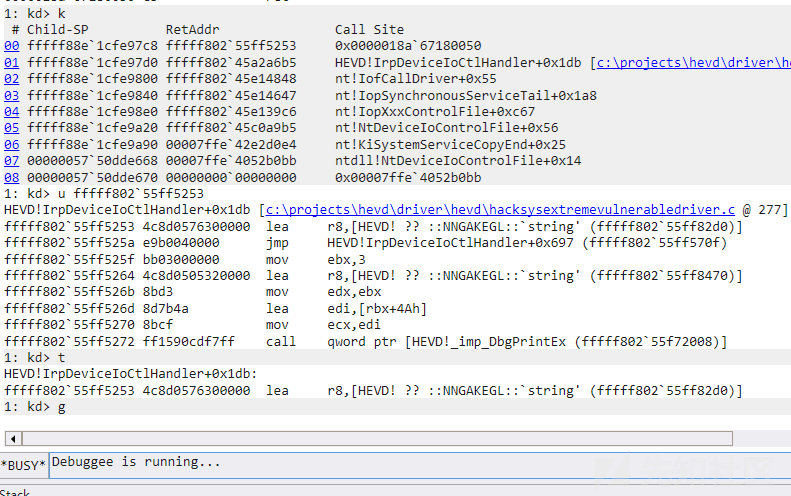 1: kd> k
 # Child-SP          RetAddr               Call Site
00 fffff88e`1cfe97c8 fffff802`55ff5253     0x0000018a`67180050
01 fffff88e`1cfe97d0 fffff802`45a2a6b5     HEVD!IrpDeviceIoCtlHandler+0x1db [c:\projects\hevd\driver\he
02 fffff88e`1cfe9800 fffff802`45e14848     nt!IofCallDriver+0x55
03 fffff88e`1cfe9840 fffff802`45e14647     nt!IopSynchronousServiceTail+0x1a8
04 fffff88e`1cfe98e0 fffff802`45e139c6     nt!IopXxxControlFile+0xc67
05 fffff88e`1cfe9a20 fffff802`45c0a9b5     nt!NtDeviceIoControlFile+0x56
06 fffff88e`1cfe9a90 00007ffe`42e2d0e4     nt!KiSystemServiceCopyEnd+0x25
07 00000057`50dde668 00007ffe`4052b0bb     ntdll!NtDeviceIoControlFile+0x14
08 00000057`50dde670 00000000`00000000     0x00007ffe`4052b0bb
1: kd> u fffff802`55ff5253
HEVD!IrpDeviceIoCtlHandler+0x1db [c:\projects\hevd\driver\hevd\hacksysextremevulnerabledriver.c @ 277]
fffff802`55ff5253 4c8d0576300000  lea     r8,[HEVD! ?? ::NNGAKEGL::`string' (fffff802`55ff82d0)]
fffff802`55ff525a e9b0040000      jmp     HEVD!IrpDeviceIoCtlHandler+0x697 (fffff802`55ff570f)
fffff802`55ff525f bb03000000      mov     ebx,3
fffff802`55ff5264 4c8d0505320000  lea     r8,[HEVD! ?? ::NNGAKEGL::`string' (fffff802`55ff8470)]
fffff802`55ff526b 8bd3            mov     edx,ebx
fffff802`55ff526d 8d7b4a          lea     edi,[rbx+4Ah]
fffff802`55ff5270 8bcf            mov     ecx,edi
fffff802`55ff5272 ff1590cdf7ff    call    qword ptr [HEVD!_imp_DbgPrintEx (fffff802`55f72008)]
1: kd> t
HEVD!IrpDeviceIoCtlHandler+0x1db:
fffff802`55ff5253 4c8d0576300000  lea     r8,[HEVD! ?? ::NNGAKEGL::`string' (fffff802`55ff82d0)]
1: kd> g
*BUSY* Debuggee is running...
Stack